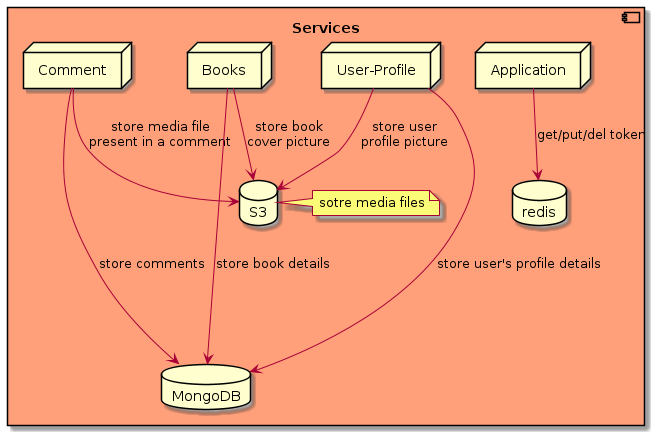 Services
Comment
Books
User-Profile
Application
store media file
present in a comment
store book
cover picture
store user
profile picture
get/put/del token
S3
sotre media files
redis
store comments
store book details
store user's profile details
MongoDB